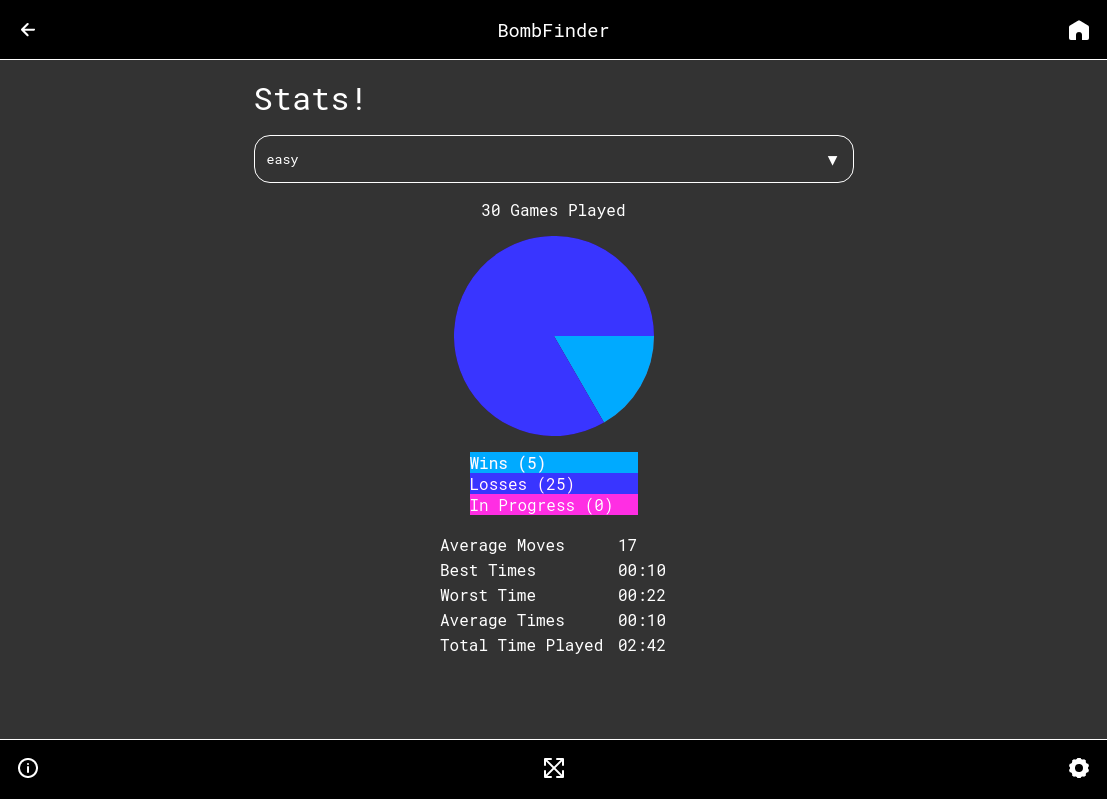 BombFinder
Stats!
easy ▼
30 Games Played
Wins (5)
Losses (25)
In Progress (0)
Average Moves 17
Best Times 00:10
Worst Time 00:22
Average Times 00:10
Total Time Played 02:42